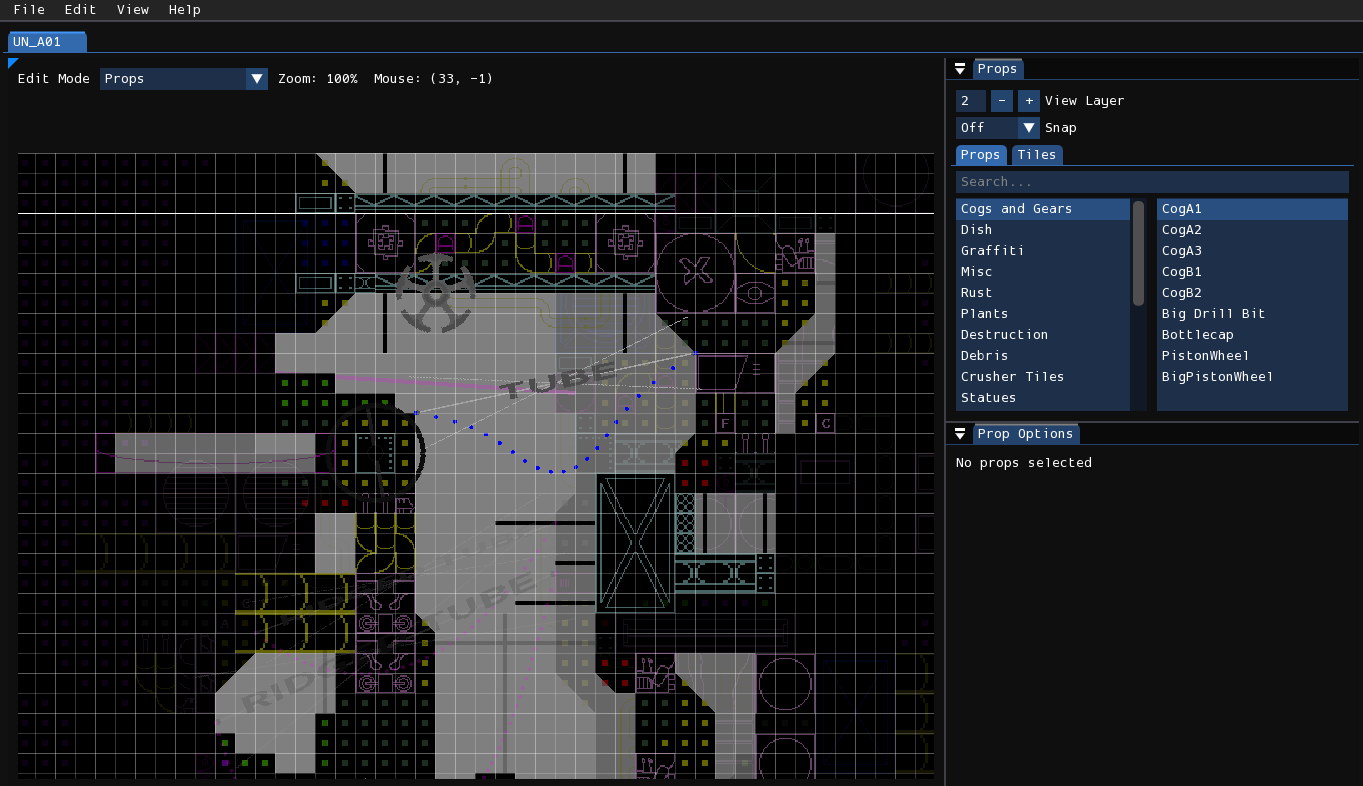 File Edit View Help
UN_A01
Edit Mode Props Zoom: 100% Mouse: (33, -1)
TUBE
F
C
RIDGE TUBE
Props
2 - + View Layer
Off Snap
Props Tiles
Search...
Cogs and Gears
Dish
Graffiti
Misc
Rust
Plants
Destruction
Debris
Crusher Tiles
Statues
CogA1
CogA2
CogA3
CogB1
CogB2
Big Drill Bit
Bottlecap
PistonWheel
BigPistonWheel
Prop Options
No props selected